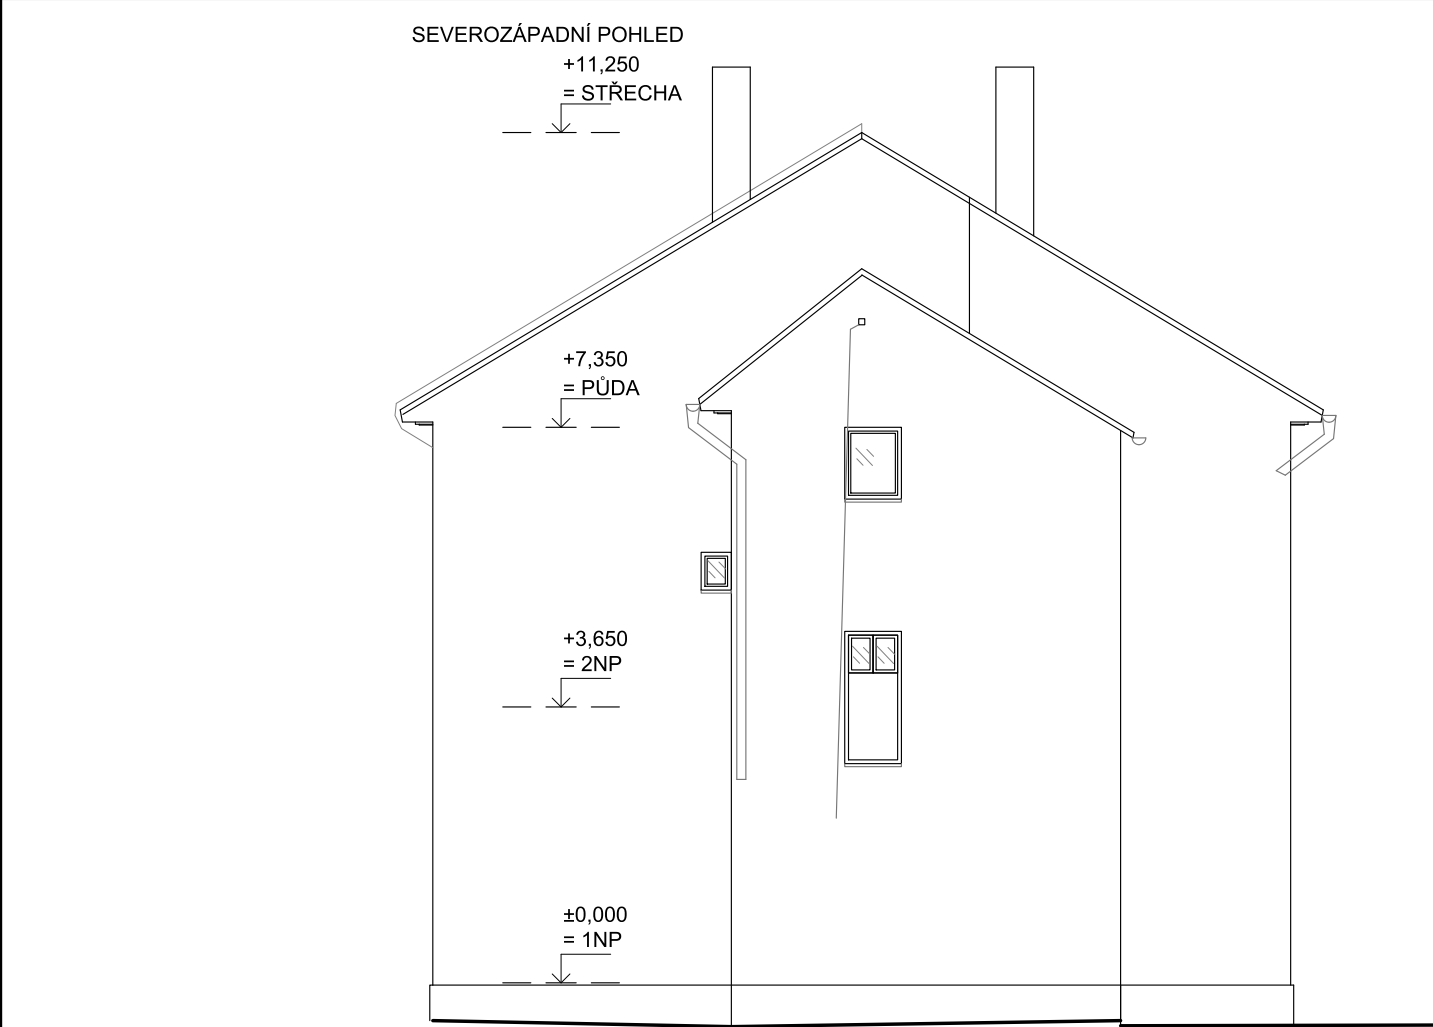 SEVEROZÁPADNÍ POHLED
+11,250
= STŘECHA
+7,350
= PŮDA
+3,650
= 2NP
±0,000
= 1NP